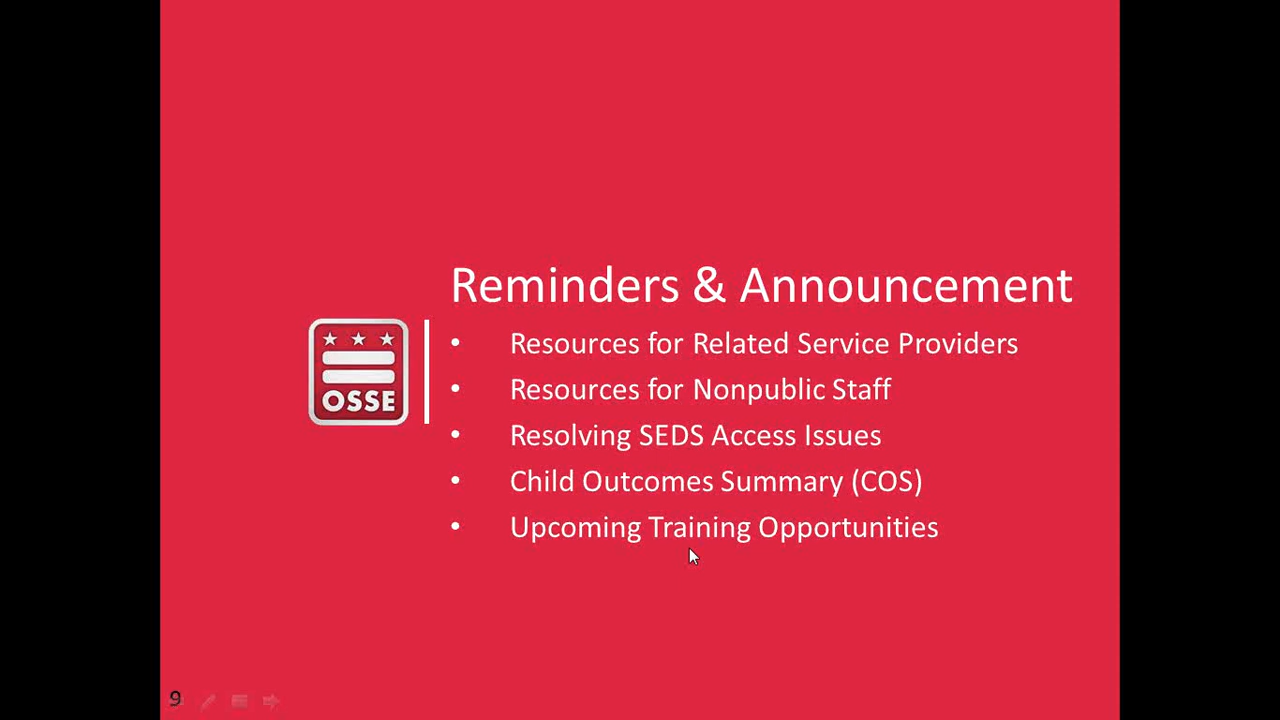 Reminders & Announcement
• Resources for Related Service Providers
• Resources for Nonpublic Staff
• Resolving SEDS Access Issues
• Child Outcomes Summary (COS)
• Upcoming Training Opportunities
OSSE
9